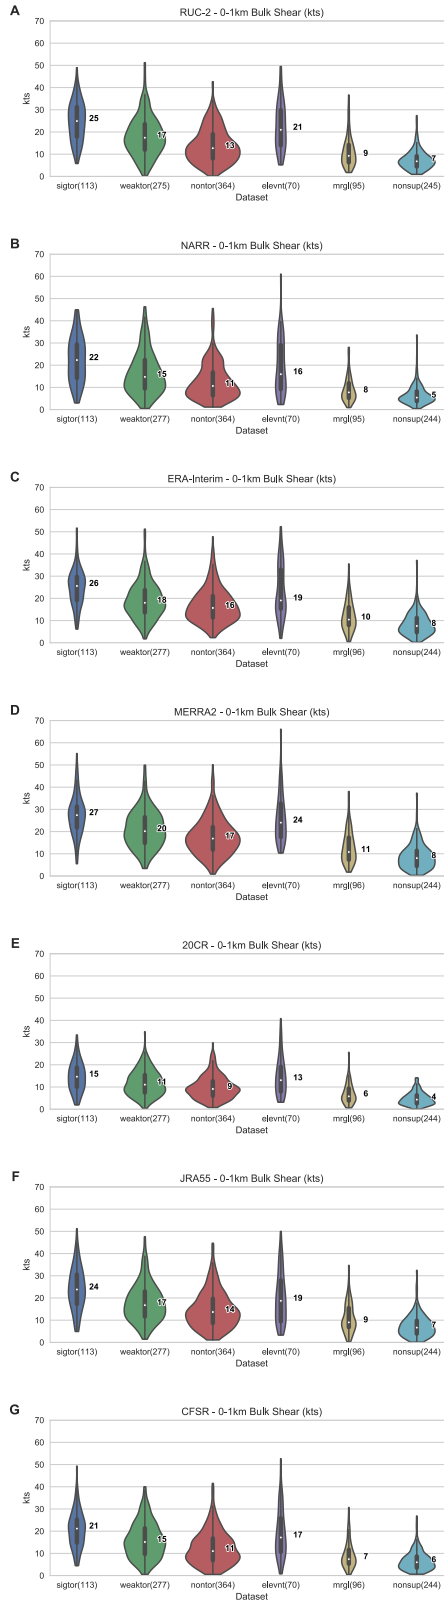 A
RUC-2 - 0-1km Bulk Shear (kts)
70
60
50
40
30
20
10
0
kts
25
17
13
21
9
7
sigtor(113) weaktor(275) nontor(364) elevnt(70) mrgl(95) nonsup(245)
Dataset
B
NARR - 0-1km Bulk Shear (kts)
70
60
50
40
30
20
10
0
kts
22
15
11
16
8
5
sigtor(113) weaktor(277) nontor(364) elevnt(70) mrgl(95) nonsup(244)
Dataset
C
ERA-Interim - 0-1km Bulk Shear (kts)
70
60
50
40
30
20
10
0
kts
26
18
16
19
10
8
sigtor(113) weaktor(277) nontor(364) elevnt(70) mrgl(96) nonsup(244)
Dataset
D
MERRA2 - 0-1km Bulk Shear (kts)
70
60
50
40
30
20
10
0
kts
27
20
17
24
11
8
sigtor(113) weaktor(277) nontor(364) elevnt(70) mrgl(96) nonsup(244)
Dataset
E
20CR - 0-1km Bulk Shear (kts)
70
60
50
40
30
20
10
0
kts
15
11
9
13
6
4
sigtor(113) weaktor(277) nontor(364) elevnt(70) mrgl(96) nonsup(244)
Dataset
F
JRA55 - 0-1km Bulk Shear (kts)
70
60
50
40
30
20
10
0
kts
24
17
14
19
9
7
sigtor(113) weaktor(277) nontor(364) elevnt(70) mrgl(96) nonsup(244)
Dataset
G
CFSR - 0-1km Bulk Shear (kts)
70
60
50
40
30
20
10
0
kts
21
15
11
17
7
6
sigtor(113) weaktor(277) nontor(364) elevnt(70) mrgl(96) nonsup(244)
Dataset